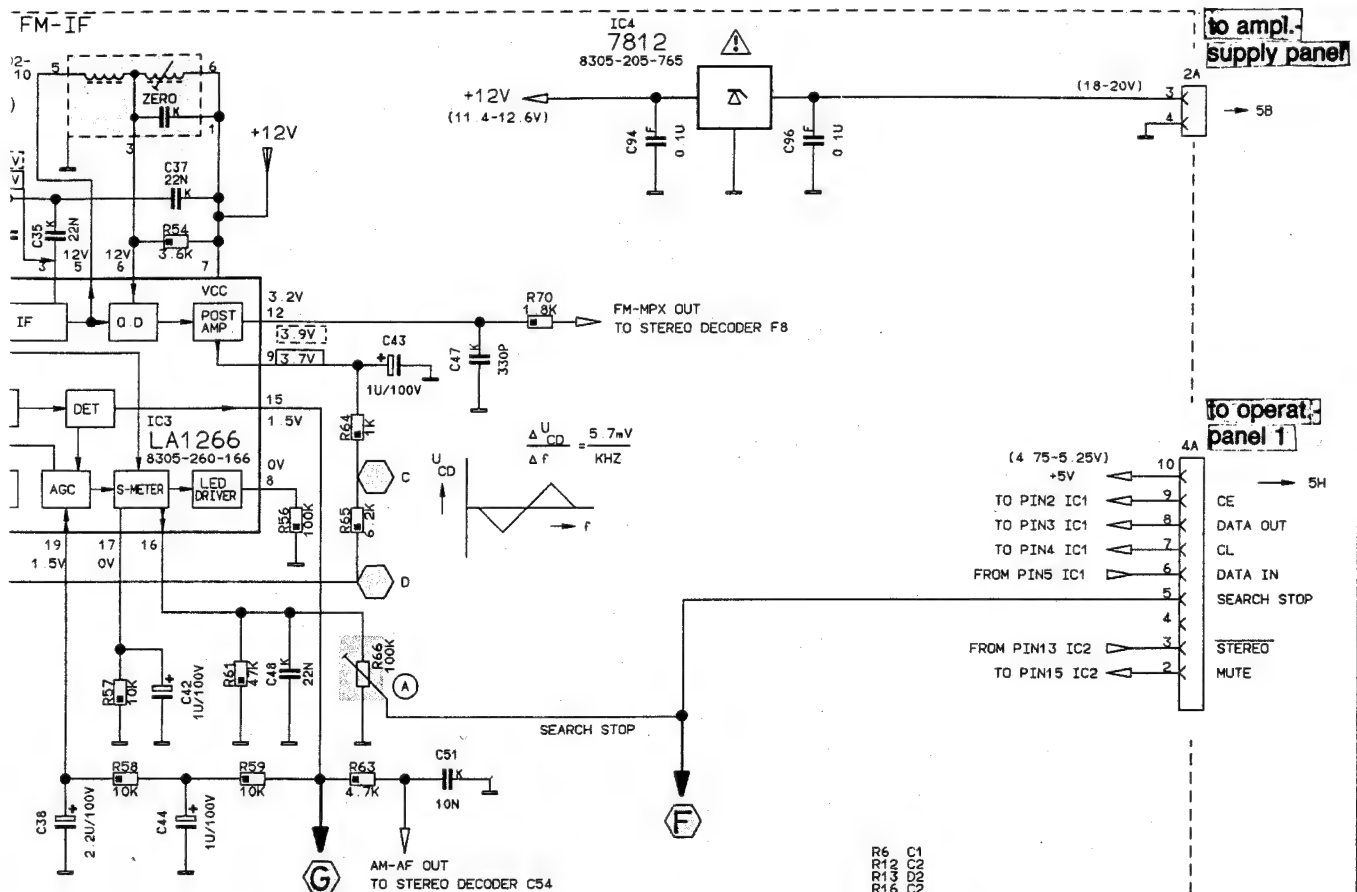 FM-IF
10
5
6
ZERO
K
1
3
+12V
C37
22N
K
C35
K
22N
R54
3.6K
12V
12V
3
5
6
7
IC4
7812
8305-205-765
+12V
(11.4-12.6V)
C94
F
0.1U
C96
F
0.1U
(18-20V)
to ampl.-
supply panel
2A
3
4
5B
VCC
IF
Q.D
POST
AMP.
3.2V
12
3.9V
9
3.7V
C43
+
1U/100V
C47
K
330P
R70
1.8K
FM-MPX OUT
TO STEREO DECODER F8
DET
15
1.5V
IC3
LA1266
8305-260-166
AGC
S-METER
LED
DRIVER
0V
8
R56
100K
R64
1K
C
R65
6.2K
D
U CD
f
Δ U CD
Δ f
= 5.7mV
KHZ
19
1.5V
17
0V
16
R57
10K
C42
+
1U/100V
R61
47K
C48
K
22N
R66
100K
A
SEARCH STOP
R58
10K
R59
10K
R63
4.7K
C51
K
10N
C38
+
2.2U/100V
C44
+
1U/100V
G
AM-AF OUT
TO STEREO DECODER C54
F
to operat.-
panel 1
4A
5H
(4 75-5.25V)
+5V
10
TO PIN2 IC1 9 CE
TO PIN3 IC1 8 DATA OUT
TO PIN4 IC1 7 CL
FROM PIN5 IC1 6 DATA IN
5 SEARCH STOP
4
FROM PIN13 IC2 3 STEREO
TO PIN15 IC2 2 MUTE
R6 C1
R12 C2
R13 D2
R16 C2